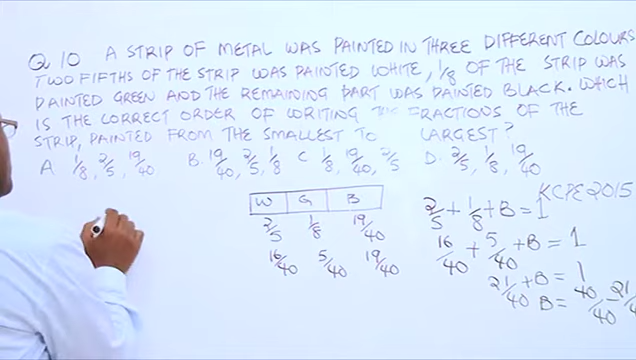 Q 10 A STRIP OF METAL WAS PAINTED IN THREE DIFFERENT COLOURS
TWO FIFTHS OF THE STRIP WAS PAINTED WHITE, 1/8 OF THE STRIP WAS
PAINTED GREEN AND THE REMAINING PART WAS PAINTED BLACK. WHICH
IS THE CORRECT ORDER OF WRITING THE FRACTIONS OF THE
STRIP, PAINTED FROM THE SMALLEST TO LARGEST?
A 1/8, 2/5, 19/40 B. 19/40, 2/5, 1/8 C 1/8, 19/40, 2/5 D. 2/5, 1/8, 19/40
KCPE 2015
W G B
2/5 1/8 19/40
16/40 5/40 19/40
2/5 + 1/8 + B = 1
16/40 + 5/40 + B = 1
21/40 + B = 1
B = 40/40 - 21/4